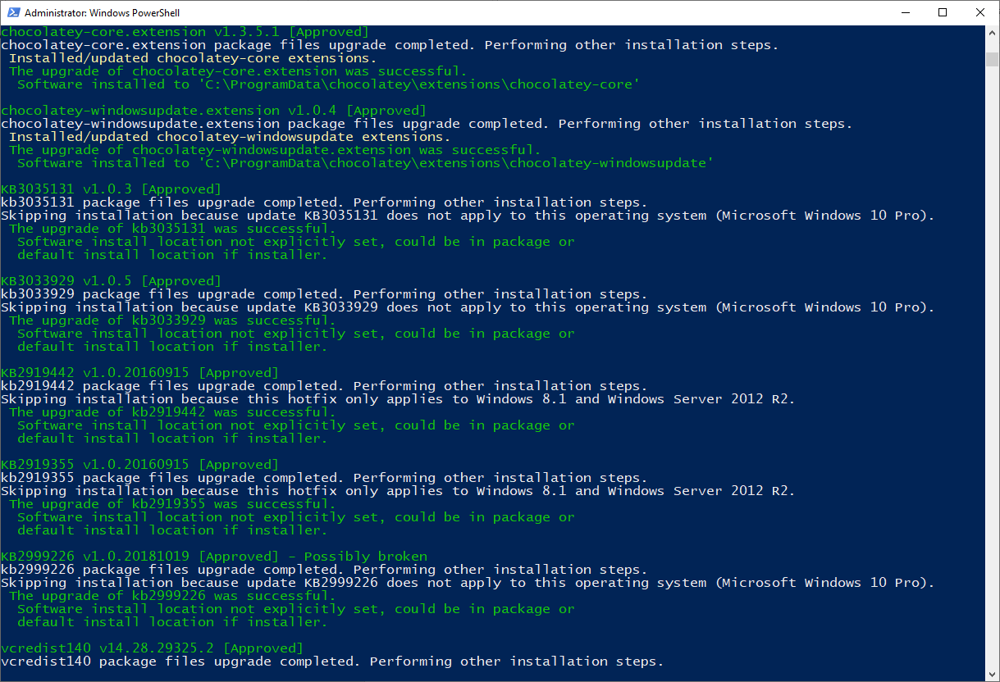 Administrator: Windows PowerShell
chocolatey-core.extension v1.3.5.1 [Approved]
chocolatey-core.extension package files upgrade completed. Performing other installation steps.
Installed/updated chocolatey-core extensions.
The upgrade of chocolatey-core.extension was successful.
Software installed to 'C:\ProgramData\chocolatey\extensions\chocolatey-core'
chocolatey-windowsupdate.extension v1.0.4 [Approved]
chocolatey-windowsupdate.extension package files upgrade completed. Performing other installation steps.
Installed/updated chocolatey-windowsupdate extensions.
The upgrade of chocolatey-windowsupdate.extension was successful.
Software installed to 'C:\ProgramData\chocolatey\extensions\chocolatey-windowsupdate'
KB3035131 v1.0.3 [Approved]
kb3035131 package files upgrade completed. Performing other installation steps.
Skipping installation because update KB3035131 does not apply to this operating system (Microsoft Windows 10 Pro).
The upgrade of kb3035131 was successful.
Software install location not explicitly set, could be in package or
default install location if installer.
KB3033929 v1.0.5 [Approved]
kb3033929 package files upgrade completed. Performing other installation steps.
Skipping installation because update KB3033929 does not apply to this operating system (Microsoft Windows 10 Pro).
The upgrade of kb3033929 was successful.
Software install location not explicitly set, could be in package or
default install location if installer.
KB2919442 v1.0.20160915 [Approved]
kb2919442 package files upgrade completed. Performing other installation steps.
Skipping installation because this hotfix only applies to Windows 8.1 and Windows Server 2012 R2.
The upgrade of kb2919442 was successful.
Software install location not explicitly set, could be in package or
default install location if installer.
KB2919355 v1.0.20160915 [Approved]
kb2919355 package files upgrade completed. Performing other installation steps.
Skipping installation because this hotfix only applies to Windows 8.1 and Windows Server 2012 R2.
The upgrade of kb2919355 was successful.
Software install location not explicitly set, could be in package or
default install location if installer.
KB2999226 v1.0.20181019 [Approved] - Possibly broken
kb2999226 package files upgrade completed. Performing other installation steps.
Skipping installation because update KB2999226 does not apply to this operating system (Microsoft Windows 10 Pro).
The upgrade of kb2999226 was successful.
Software install location not explicitly set, could be in package or
default install location if installer.
vcredist140 v14.28.29325.2 [Approved]
vcredist140 package files upgrade completed. Performing other installation steps.